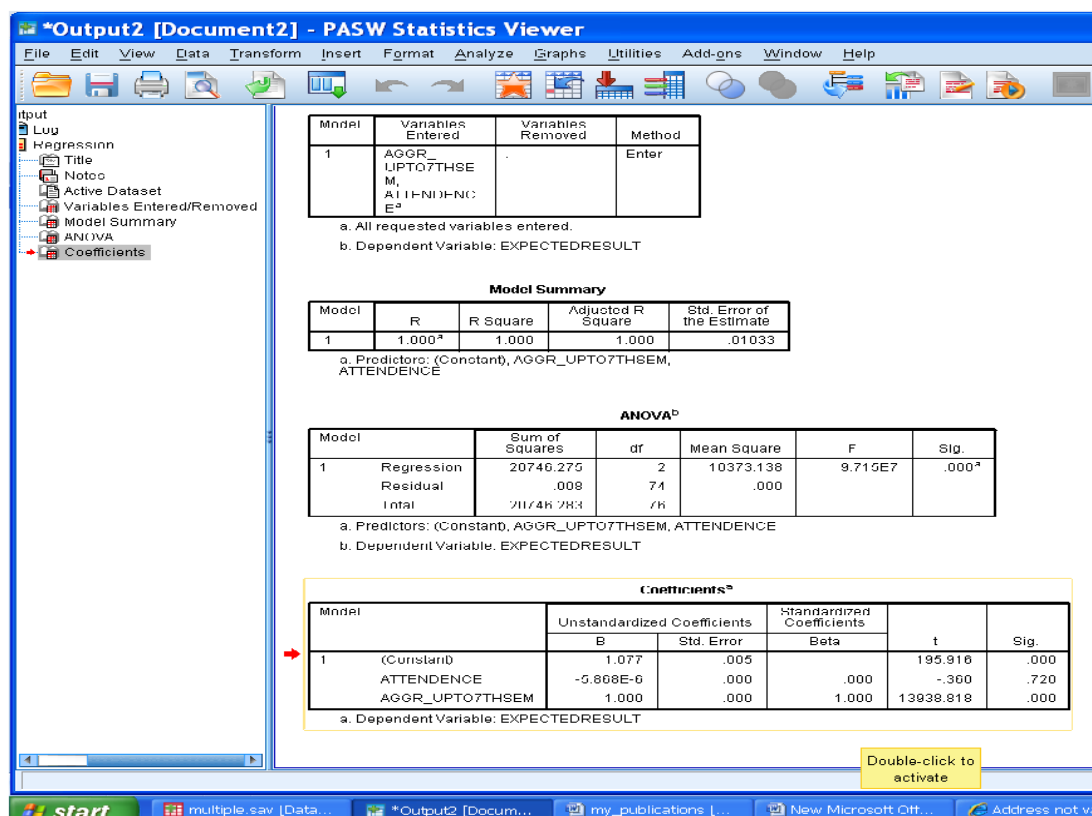 *Output2 [Document2] - PASW Statistics Viewer
File Edit View Data Transform Insert Format Analyze Graphs Utilities Add-ons Window Help
tput
Log
Regression
Title
Notes
Active Dataset
Variables Entered/Removed
Model Summary
ANOVA
Coefficients
Model Variables Entered Variables Removed Method
1 AGGR_ . Enter
UPTO7THSE
M,
ATTENDENC
Ea
a. All requested variables entered.
b. Dependent Variable: EXPECTEDRESULT
Model Summary
Model R R Square Adjusted R Square Std. Error of the Estimate
1 1.000a 1.000 1.000 .01033
a. Predictors: (Constant), AGGR_UPTO7THSEM,
ATTENDENCE
ANOVAb
Model Sum of Squares df Mean Square F Sig.
1 Regression 20746.275 2 10373.138 9.715E7 .000a
Residual .008 74 .000
Total 20746.283 76
a. Predictors: (Constant), AGGR_UPTO7THSEM, ATTENDENCE
b. Dependent Variable: EXPECTEDRESULT
Coefficientsa
Model Unstandardized Coefficients Standardized Coefficients
B Std. Error Beta t Sig.
1 (Constant) 1.077 .005 195.916 .000
ATTENDENCE -5.868E-6 .000 .000 -.360 .720
AGGR_UPTO7THSEM 1.000 .000 1.000 13938.818 .000
a. Dependent Variable: EXPECTEDRESULT
Double-click to
activate
start multiple.sav [Data... *Output2 [Docum... my_publications [... New Microsoft Off... Address not v